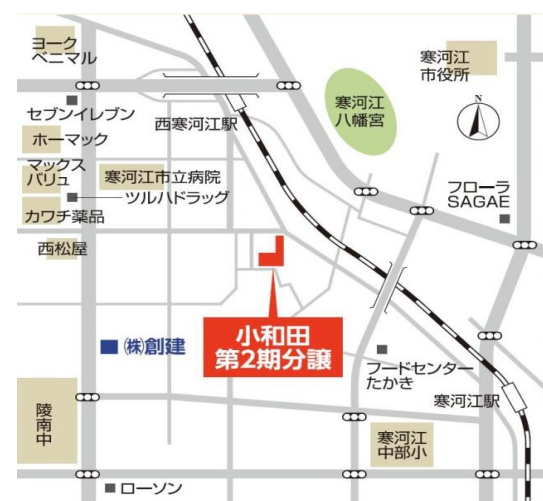 ヨーク
ベニマル
寒河江
市役所
セブンイレブン
西寒河江駅
寒河江
八幡宮
N
ホーマック
マックス
バリュ
寒河江市立病院
ツルハドラッグ
カワチ薬品
フローラ
SAGAE
西松屋
小和田
第2期分譲
㈱創建
フードセンター
たかき
寒河江駅
陵南中
寒河江
中部小
ローソン